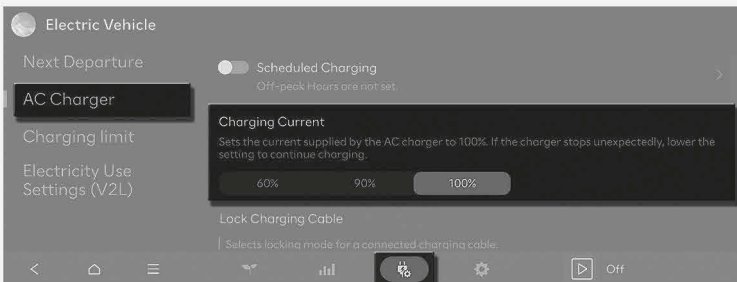 Electric Vehicle
Next Departure
AC Charger
Charging limit
Electricity Use
Settings (V2L)
Scheduled Charging
Off-peak Hours are not set.
Charging Current
Sets the current supplied by the AC charger to 100%. If the charger stops unexpectedly, lower the
setting to continue charging.
60%
90%
100%
Lock Charging Cable
Selects locking mode for a connected charging cable.
Off